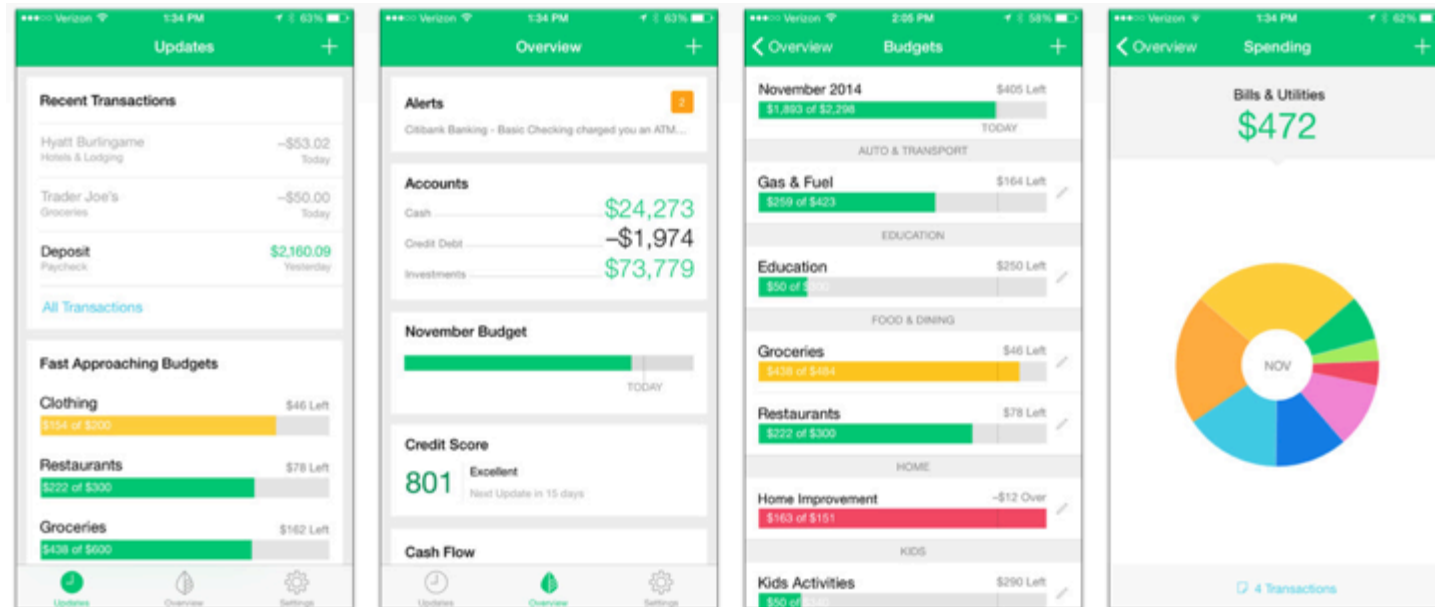 Verizon 1:34 PM 63%
Updates +
Recent Transactions
Hyatt Burlingame –$53.02
Hotels & Lodging Today
Trader Joe's –$50.00
Groceries Today
Deposit $2,160.09
Paycheck Yesterday
All Transactions
Fast Approaching Budgets
Clothing $46 Left
$154 of $200
Restaurants $78 Left
$222 of $300
Groceries $162 Left
$438 of $600
Updates Overview Settings
Verizon 1:34 PM 63%
Overview +
Alerts 2
Citibank Banking - Basic Checking charged you an ATM...
Accounts
Cash $24,273
Credit Debt –$1,974
Investments $73,779
November Budget
TODAY
Credit Score
801 Excellent
Next Update in 15 days
Cash Flow
Updates Overview Settings
Verizon 2:05 PM 58%
Overview Budgets +
November 2014 $405 Left
$1,893 of $2,298
TODAY
AUTO & TRANSPORT
Gas & Fuel $164 Left
$259 of $423
EDUCATION
Education $250 Left
$50 of
FOOD & DINING
Groceries $46 Left
$438 of $484
Restaurants $78 Left
$222 of $300
HOME
Home Improvement –$12 Over
$163 of $151
KIDS
Kids Activities $290 Left
$50 of
Verizon 1:34 PM 62%
Overview Spending +
Bills & Utilities
$472
NOV
4 Transactions